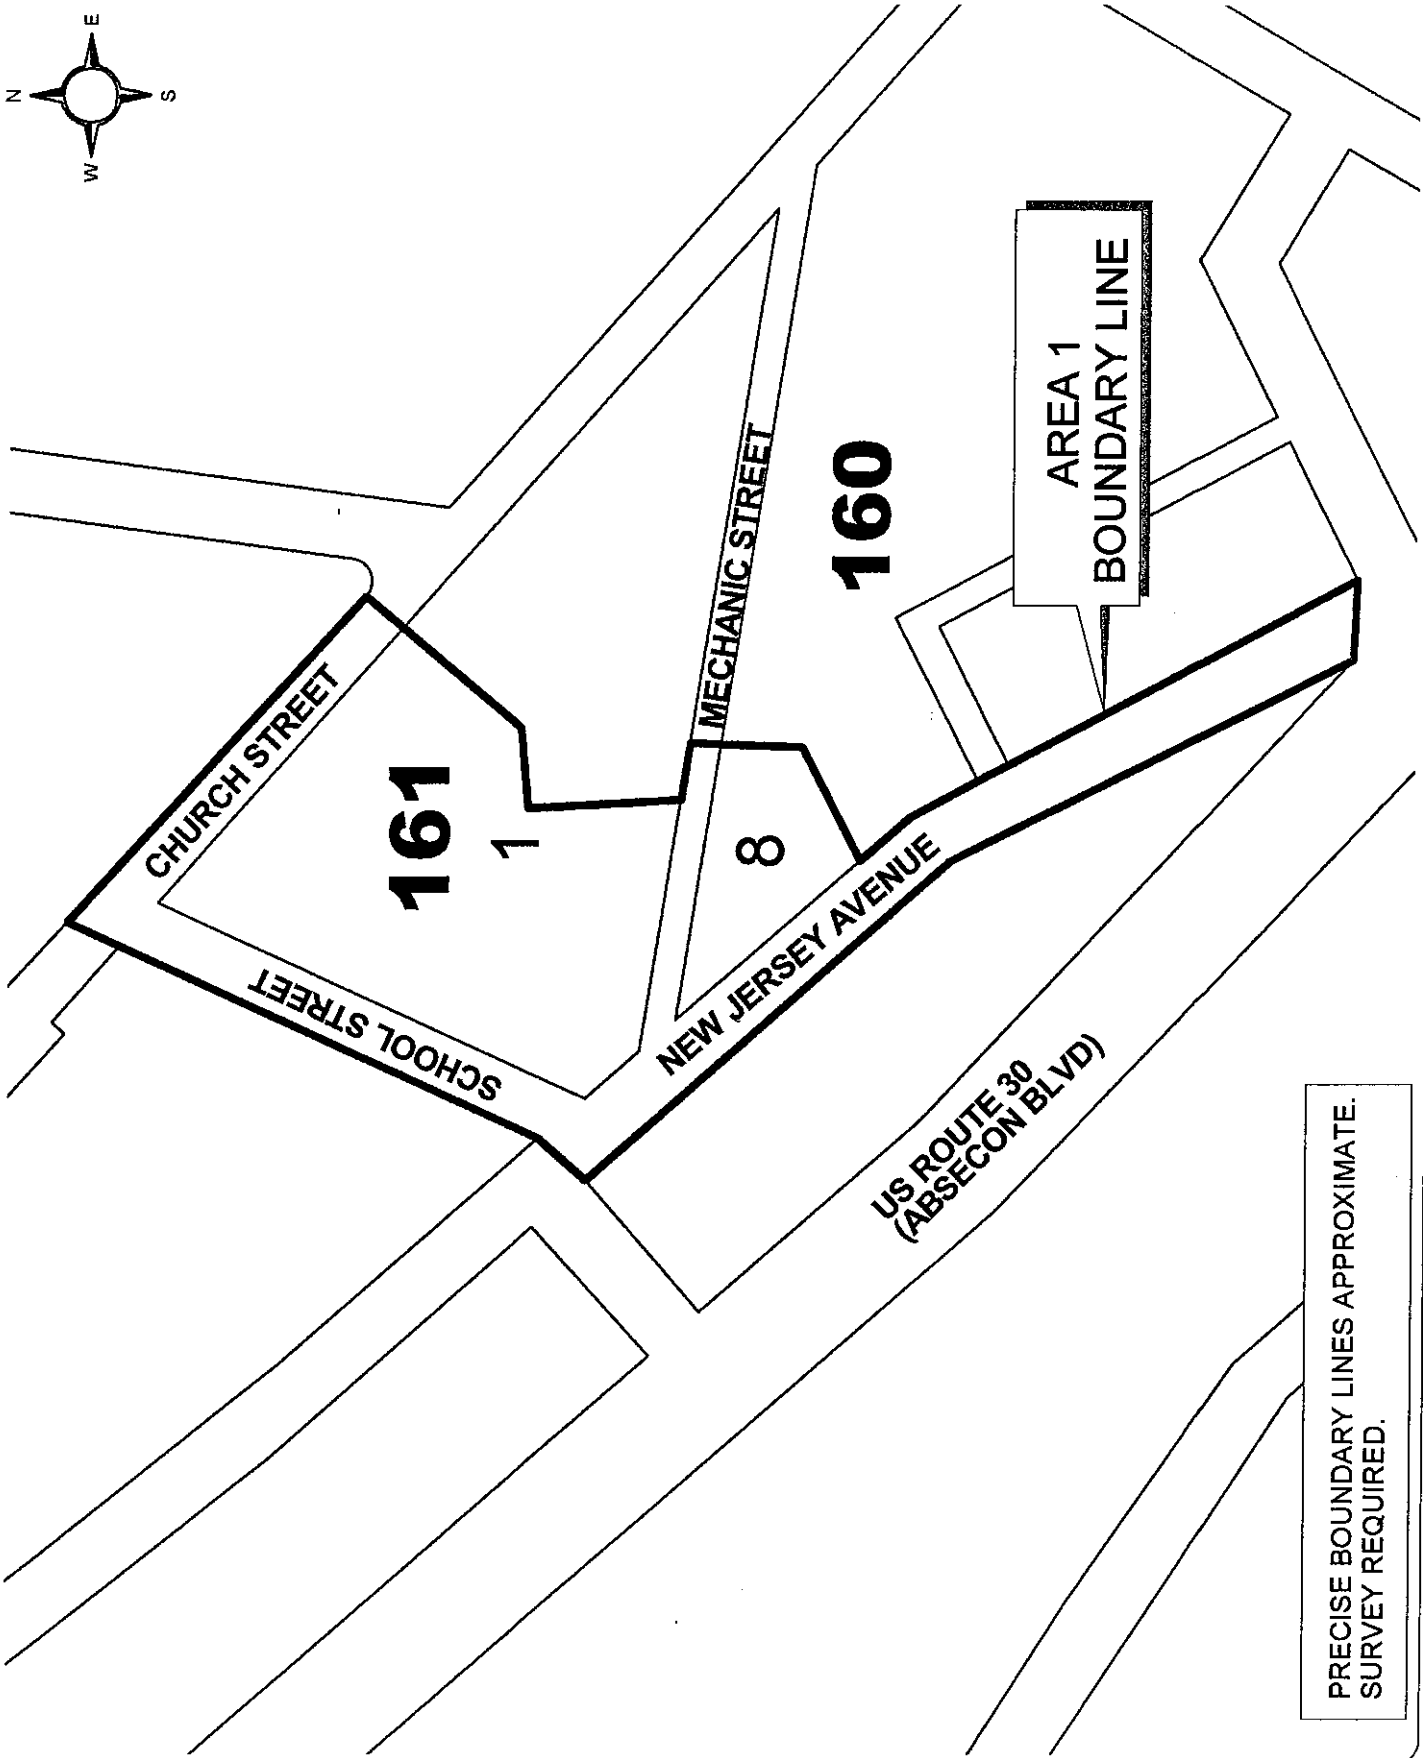 N
W
E
S
CHURCH STREET
SCHOOL STREET
161
1
MECHANIC STREET
8
160
NEW JERSEY AVENUE
AREA 1
BOUNDARY LINE
US ROUTE 30
(ABSECON BLVD)
PRECISE BOUNDARY LINES APPROXIMATE.
SURVEY REQUIRED.